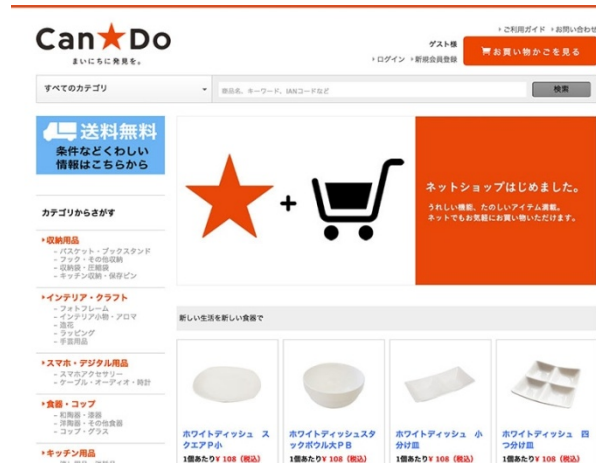 Can★Do
まいにちに発見を。
ご利用ガイド
お問い合わせ
ゲスト様
ログイン
新規会員登録
お買い物かごを見る
すべてのカテゴリ
商品名、キーワード、JANコードなど
検索
送料無料
条件などくわしい
情報はこちらから
ネットショップはじめました。
うれしい機能、たのしいアイテム満載。
ネットでもお気軽にお買い物いただけます。
カテゴリからさがす
収納用品
- バスケット・ブックスタンド
- フック・その他収納
- 収納袋・圧縮袋
- キッチン収納・保存ビン
インテリア・クラフト
- フォトフレーム
- インテリア小物・アロマ
- 造花
- ラッピング
- 手芸用品
スマホ・デジタル用品
- スマホアクセサリー
- ケーブル・オーディオ・時計
食器・コップ
- 和陶器・漆器
- 洋陶器・その他食器
- コップ・グラス
キッチン用品
新しい生活を新しい食器で
ホワイトディッシュ ス
クエアP小
1個あたり¥ 108（税込）
ホワイトディッシュスタ
ックボウル大ＰＢ
1個あたり¥ 108（税込）
ホワイトディッシュ 小
分け皿
1個あたり¥ 108（税込）
ホワイトディッシュ 四
つ分け皿
1個あたり¥ 108（税込）